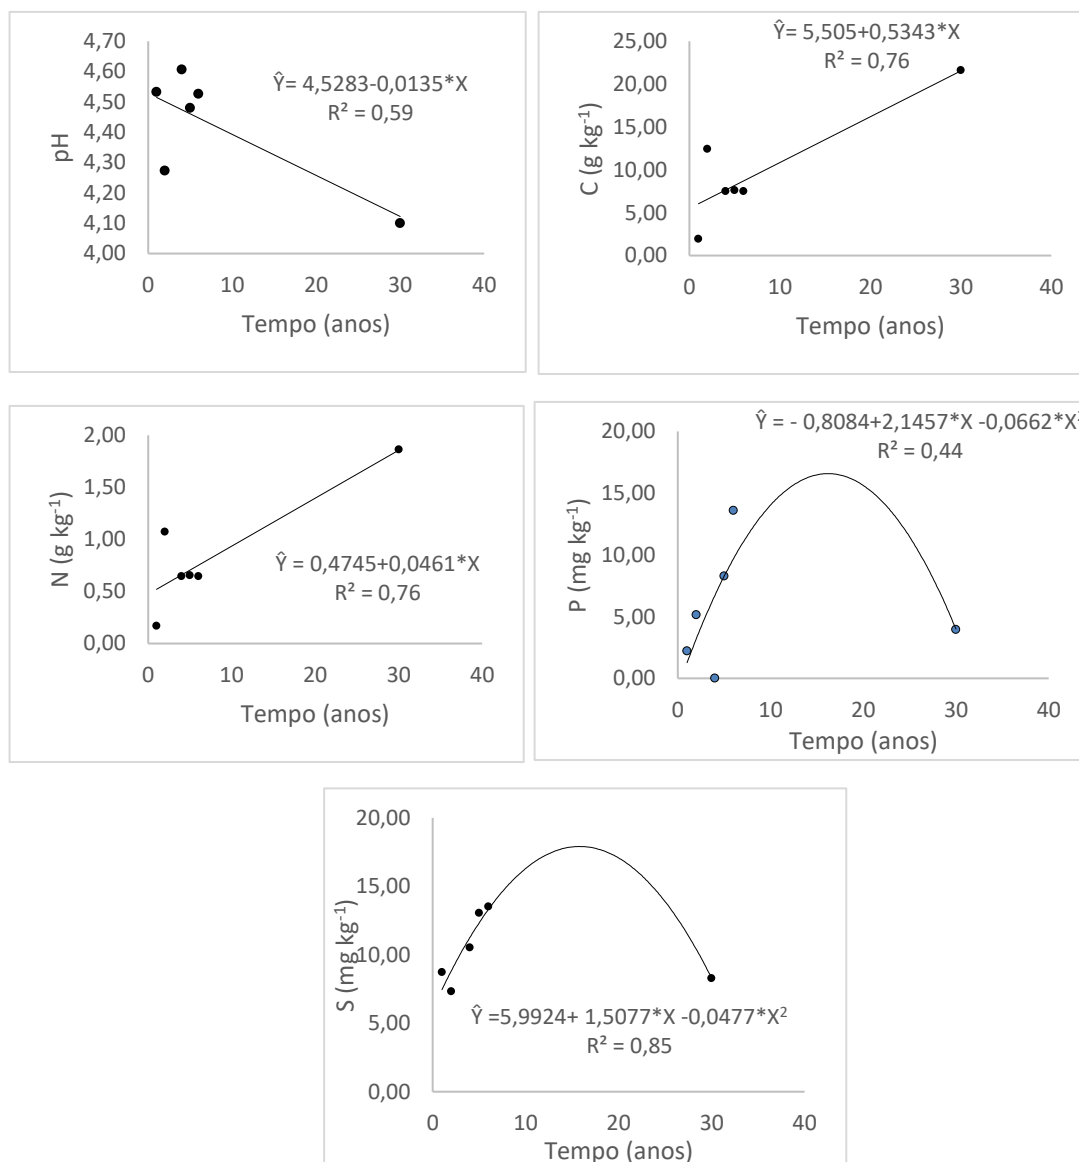 4,70
4,60
4,50
4,40
4,30
4,20
4,10
4,00
pH
Ŷ= 4,5283-0,0135*X
R² = 0,59
0 10 20 30 40
Tempo (anos)
25,00
20,00
15,00
10,00
5,00
0,00
C (g kg⁻¹)
Ŷ= 5,505+0,5343*X
R² = 0,76
0 10 20 30 40
Tempo (anos)
2,00
1,50
1,00
0,50
0,00
N (g kg⁻¹)
Ŷ = 0,4745+0,0461*X
R² = 0,76
0 10 20 30 40
Tempo (anos)
20,00
15,00
10,00
5,00
0,00
P (mg kg⁻¹)
Ŷ = - 0,8084+2,1457*X -0,0662*X²
R² = 0,44
0 10 20 30 40
Tempo (anos)
20,00
15,00
10,00
5,00
0,00
S (mg kg⁻¹)
Ŷ =5,9924+ 1,5077*X -0,0477*X²
R² = 0,85
0 10 20 30 40
Tempo (anos)